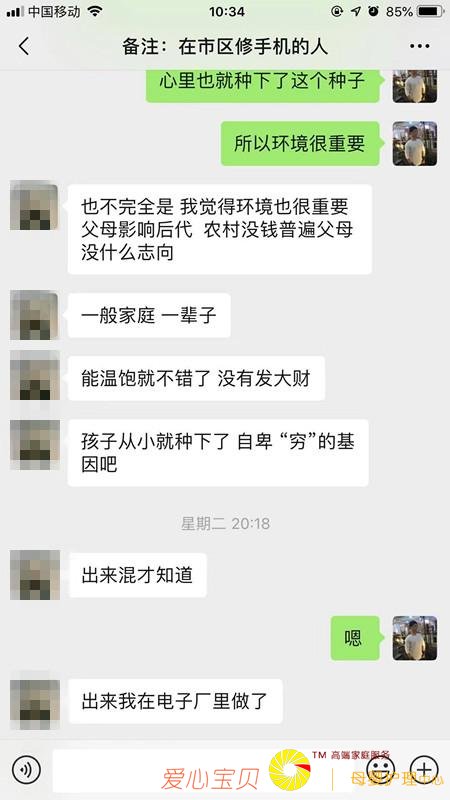 中国移动
10:34
85%
备注：在市区修手机的人
心里也就种下了这个种子
所以环境很重要
也不完全是 我觉得环境也很重要
父母影响后代 农村没钱普遍父母
没什么志向
一般家庭 一辈子
能温饱就不错了 没有发大财
孩子从小就种下了 自卑 “穷”的基
因吧
星期二 20:18
出来混才知道
嗯
出来我在电子厂里做了
爱心宝贝
TM 高端家庭服务
母婴护理中心